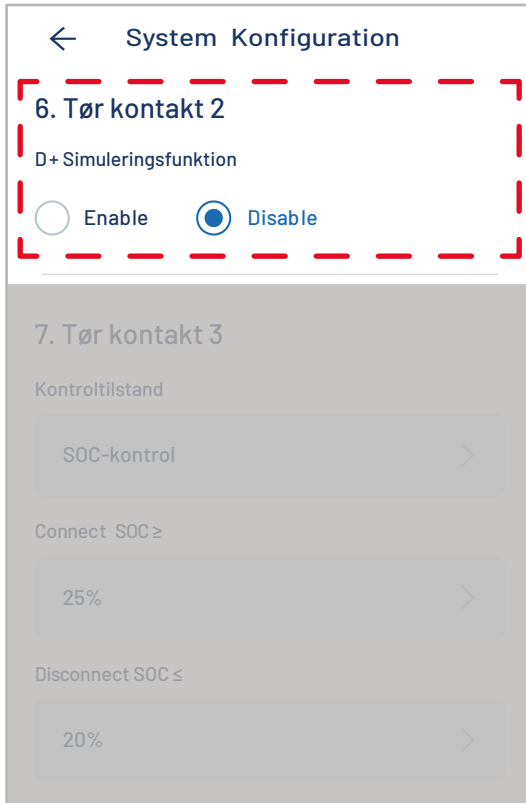 System Konfiguration
6. Tør kontakt 2
D+ Simuleringsfunktion
Enable Disable
7. Tør kontakt 3
Kontroltilstand
SOC-kontrol
Connect SOC ≥
25%
Disconnect SOC ≤
20%